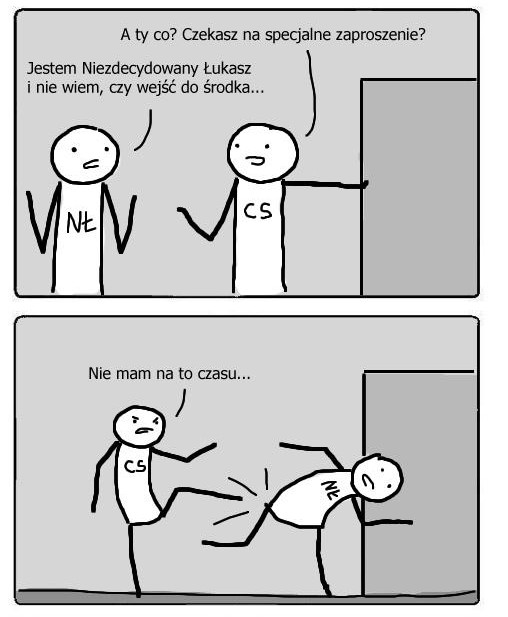 A ty co? Czekasz na specjalne zaproszenie?
Jestem Niezdecydowany Łukasz
i nie wiem, czy wejść do środka...
NŁ
CS
Nie mam na to czasu...
CS
NŁ